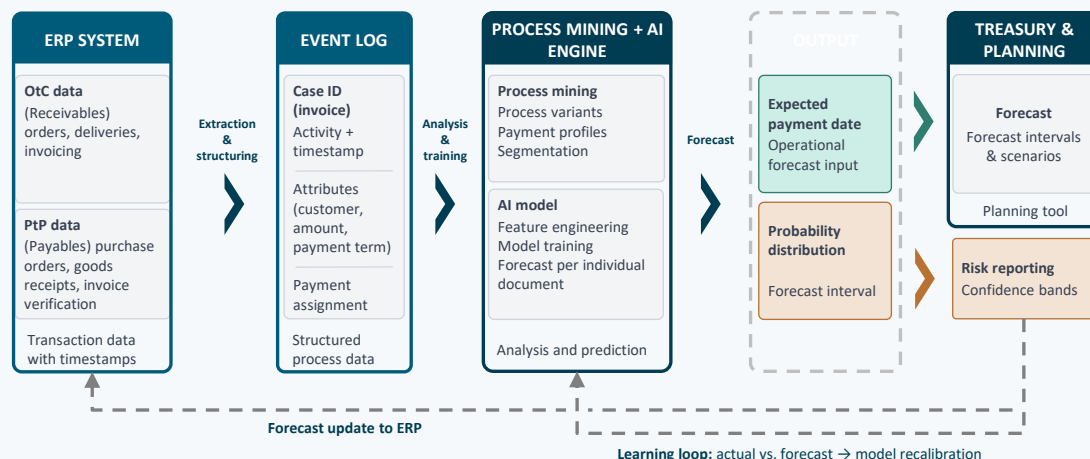 ERP SYSTEM
OtC data
(Receivables)
orders, deliveries,
invoicing
PtP data
(Payables) purchase
orders, goods
receipts, invoice
verification
Transaction data
with timestamps
Extraction
&
structuring
EVENT LOG
Case ID
(invoice)
Activity +
timestamp
Attributes
(customer,
amount,
payment term)
Payment
assignment
Structured
process data
Analysis
&
training
PROCESS MINING + AI
ENGINE
Process mining
Process variants
Payment profiles
Segmentation
AI model
Feature engineering
Model training
Forecast per individual
document
Analysis and prediction
Forecast
OUTPUT
Expected
payment date
Operational
forecast input
Probability
distribution
Forecast interval
TREASURY &
PLANNING
Forecast
Forecast intervals
& scenarios
Planning tool
Risk reporting
Confidence bands
Forecast update to ERP
Learning loop: actual vs. forecast → model recalibration